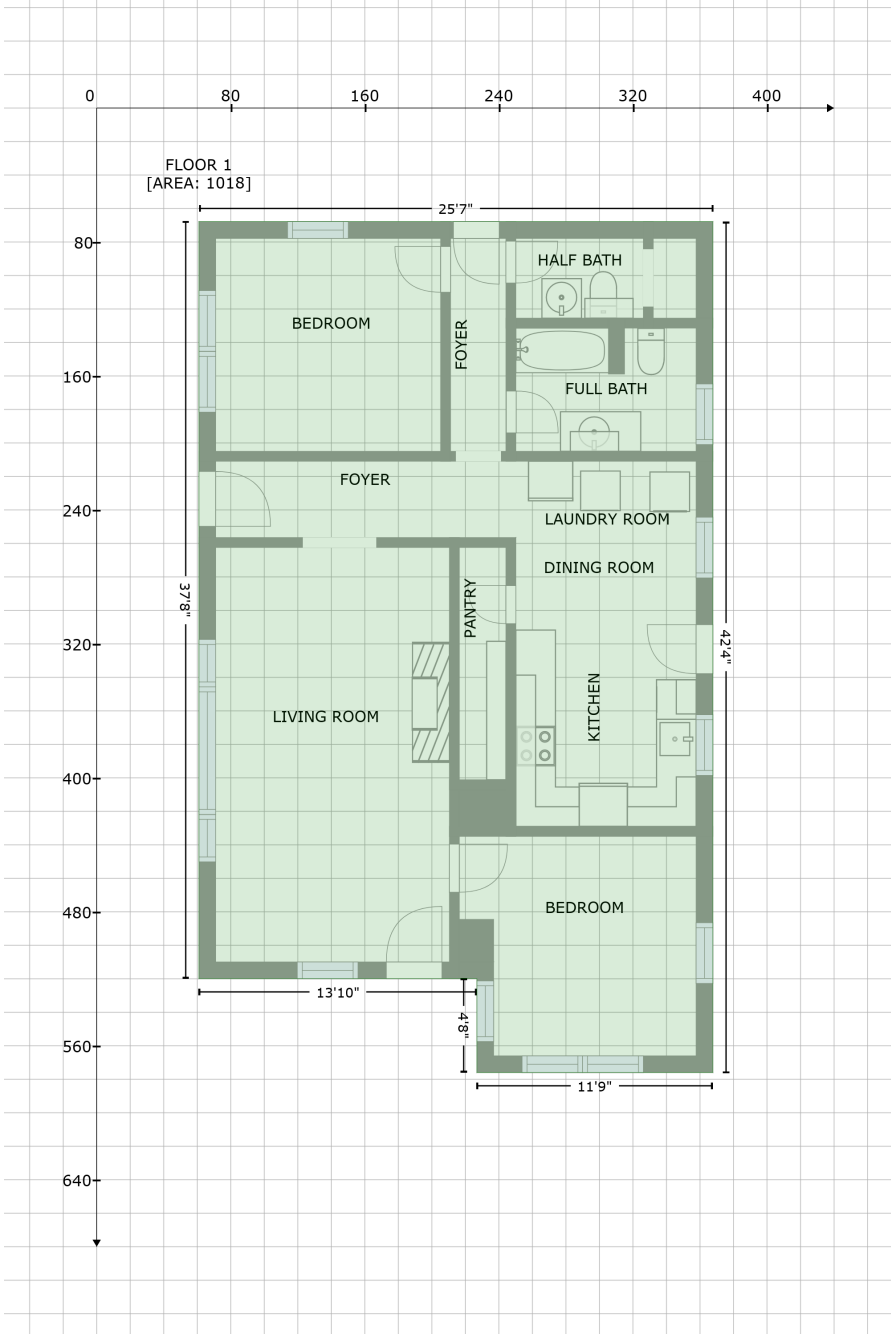 0
80
160
240
320
400
FLOOR 1
[AREA: 1018]
25'7"
80
HALF BATH
BEDROOM
FOYER
160
FULL BATH
FOYER
240
LAUNDRY ROOM
DINING ROOM
37'8"
PANTRY
320
42'4"
KITCHEN
LIVING ROOM
400
BEDROOM
480
13'10"
4'8"
560
11'9"
640